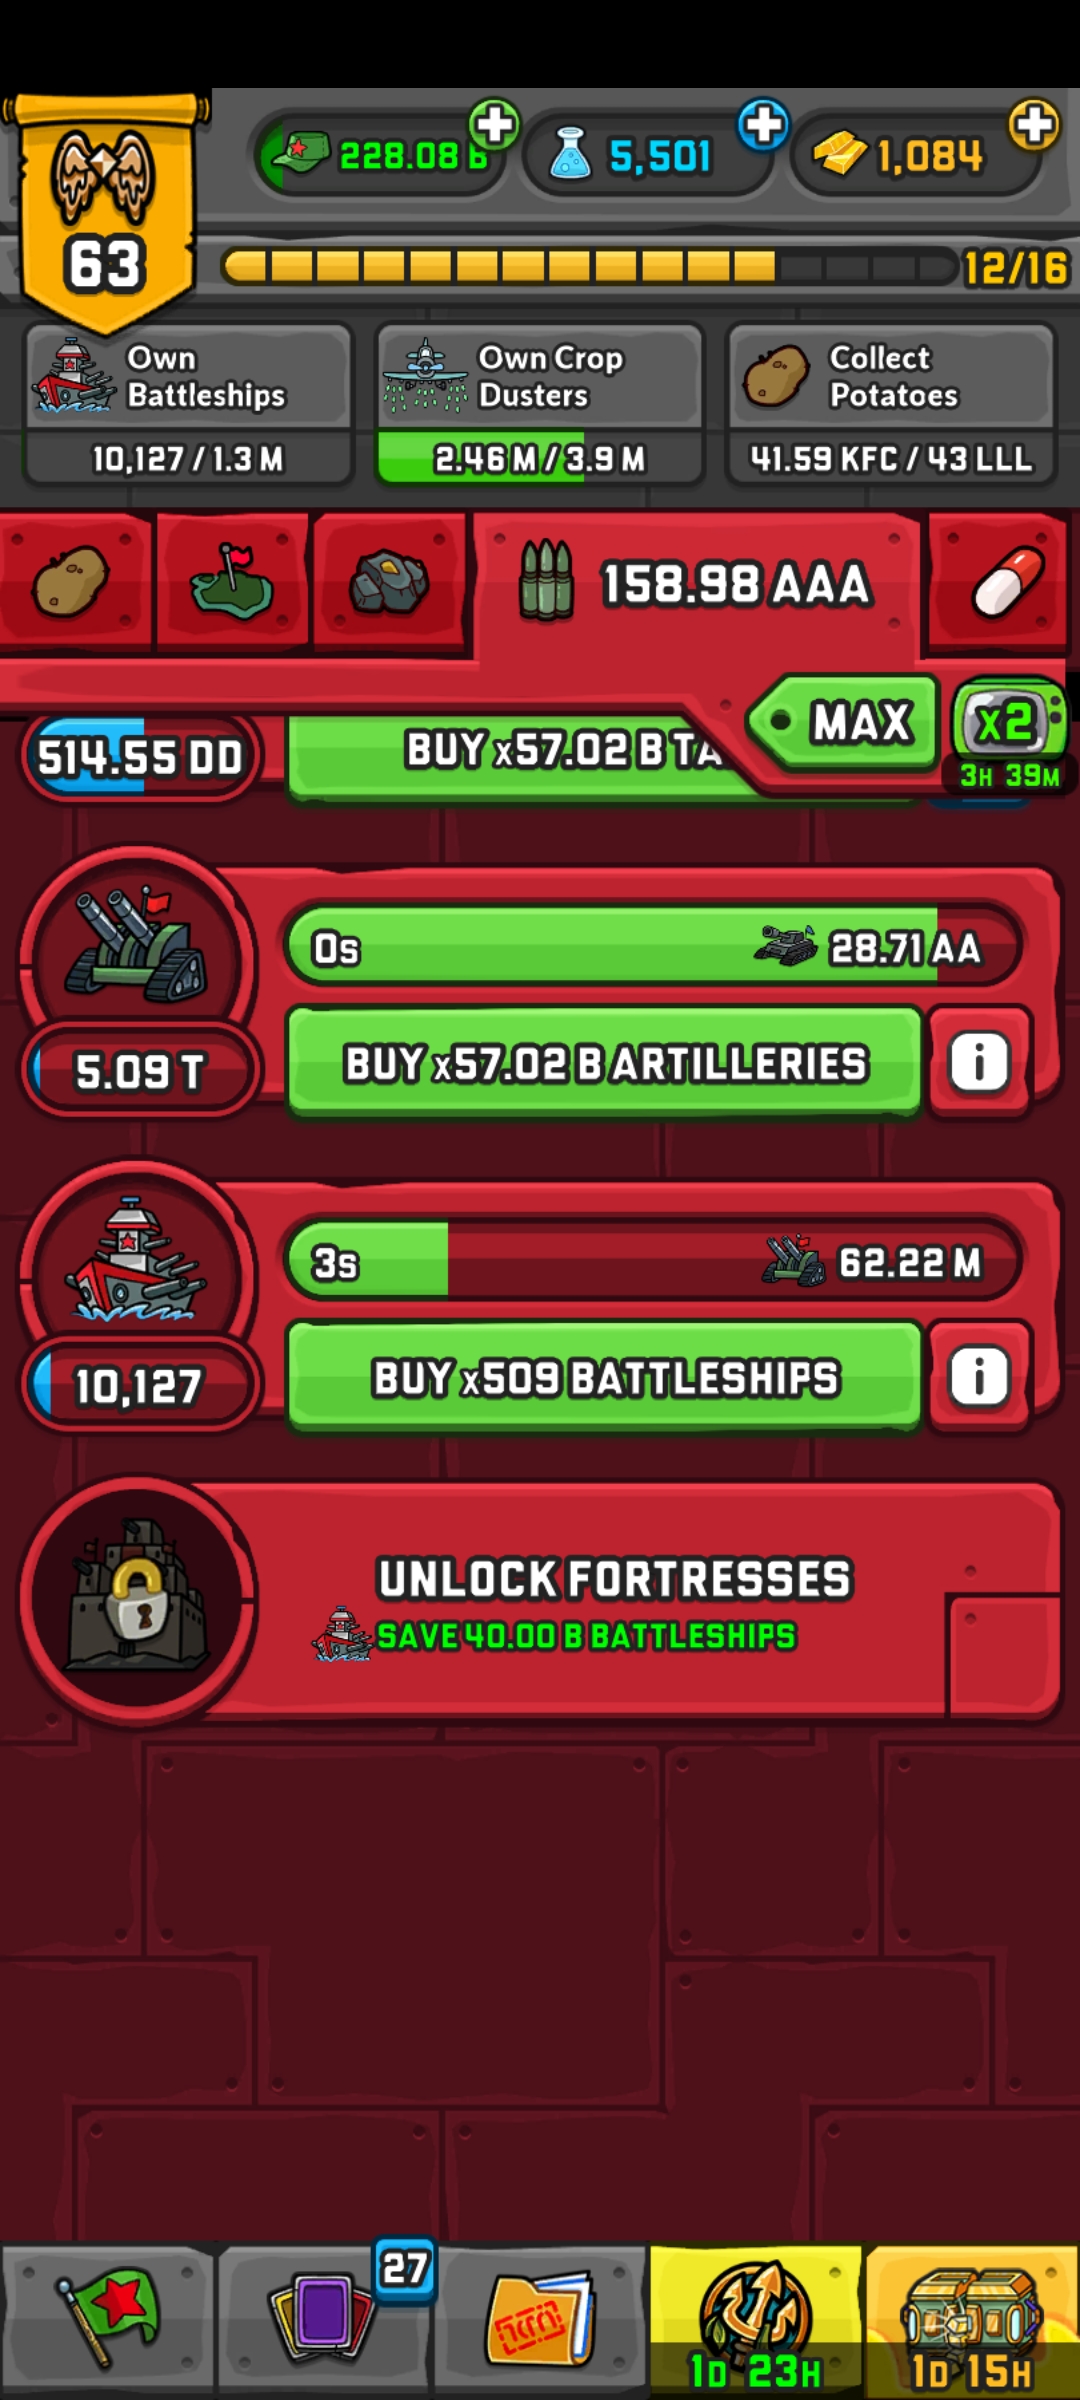 63
228.08 B
5,501
1,084
12/16
Own Battleships
10,127 / 1.3 M
Own Crop Dusters
2.46 M / 3.9 M
Collect Potatoes
41.59 KFC / 43 LLL
158.98 AAA
MAX
x2
3H 39M
514.55 DD
BUY x57.02 B TA
0s
28.71 AA
5.09 T
BUY x57.02 B ARTILLERIES
i
3s
62.22 M
10,127
BUY x509 BATTLESHIPS
i
UNLOCK FORTRESSES
SAVE 40.00 B BATTLESHIPS
27
1D 23H
1D 15H